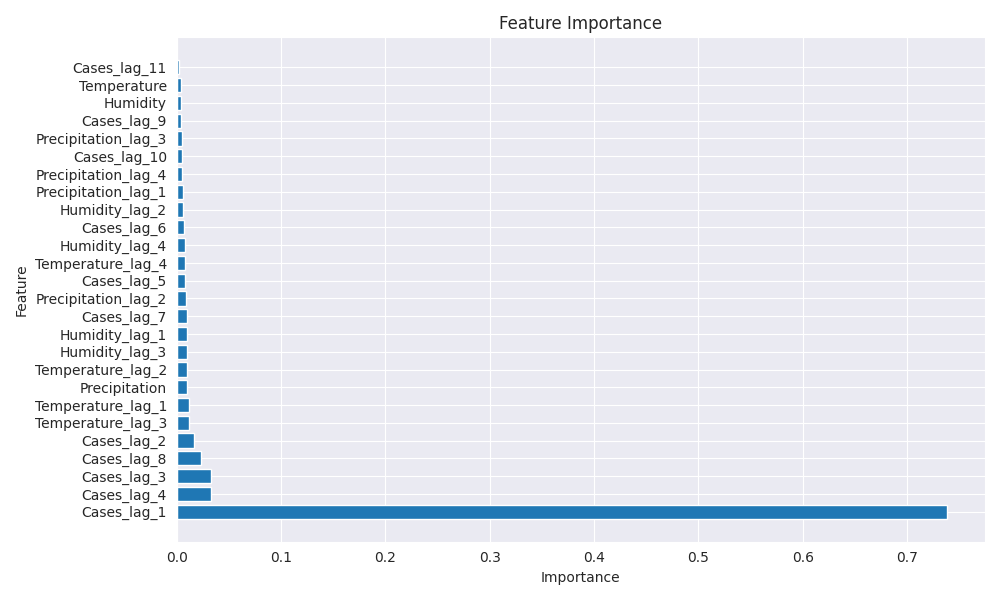 Feature Importance
Cases_lag_11
Temperature
Humidity
Cases_lag_9
Precipitation_lag_3
Cases_lag_10
Precipitation_lag_4
Precipitation_lag_1
Humidity_lag_2
Cases_lag_6
Humidity_lag_4
Temperature_lag_4
Cases_lag_5
Precipitation_lag_2
Cases_lag_7
Humidity_lag_1
Humidity_lag_3
Temperature_lag_2
Precipitation
Temperature_lag_1
Temperature_lag_3
Cases_lag_2
Cases_lag_8
Cases_lag_3
Cases_lag_4
Cases_lag_1
Feature
0.0 0.1 0.2 0.3 0.4 0.5 0.6 0.7
Importance